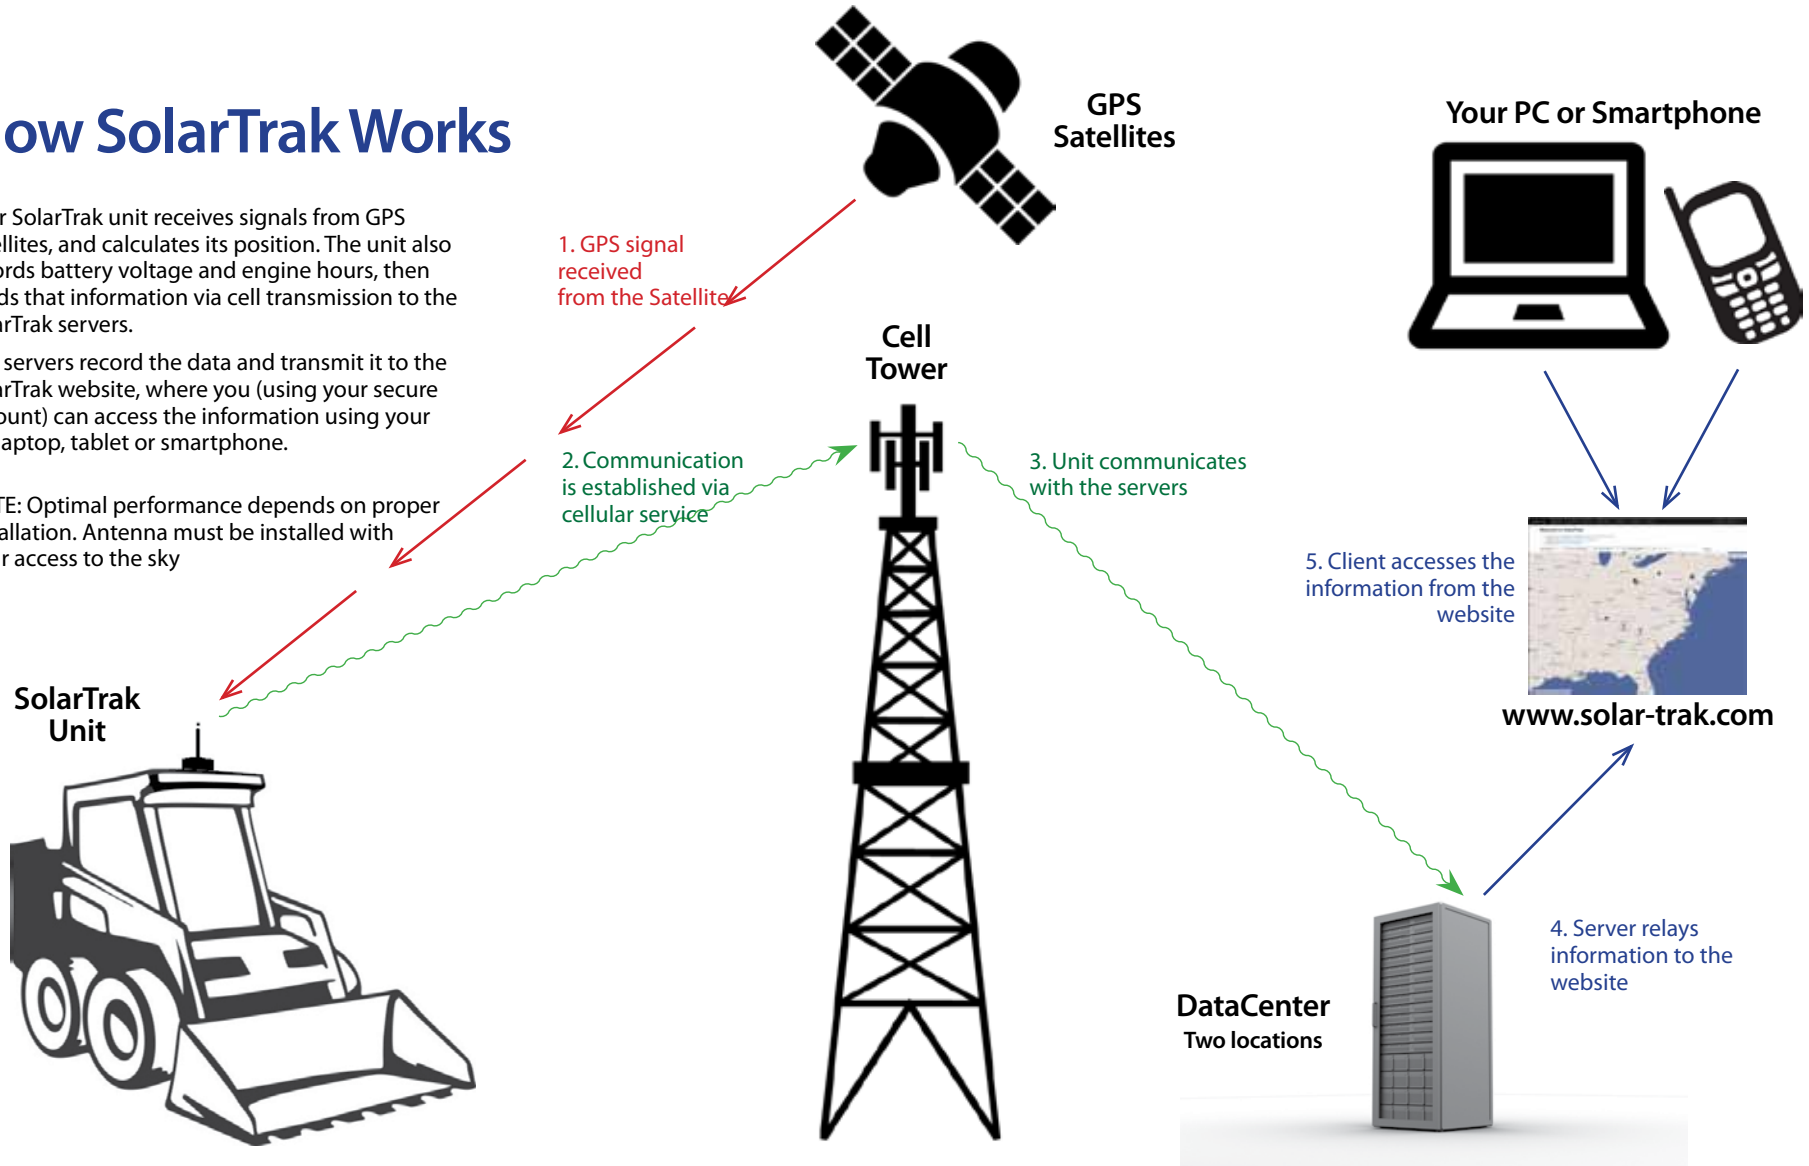 ow SolarTrak Works
r SolarTrak unit receives signals from GPS
ellites, and calculates its position. The unit also
ords battery voltage and engine hours, then
ds that information via cell transmission to the
arTrak servers.
servers record the data and transmit it to the
arTrak website, where you (using your secure
ount) can access the information using your
laptop, tablet or smartphone.
TE: Optimal performance depends on proper
allation. Antenna must be installed with
r access to the sky
GPS
Satellites
Your PC or Smartphone
1. GPS signal
received
from the Satellite
Cell
Tower
2. Communication
is established via
cellular service
3. Unit communicates
with the servers
5. Client accesses the
information from the
website
www.solar-trak.com
SolarTrak
Unit
4. Server relays
information to the
website
DataCenter
Two locations